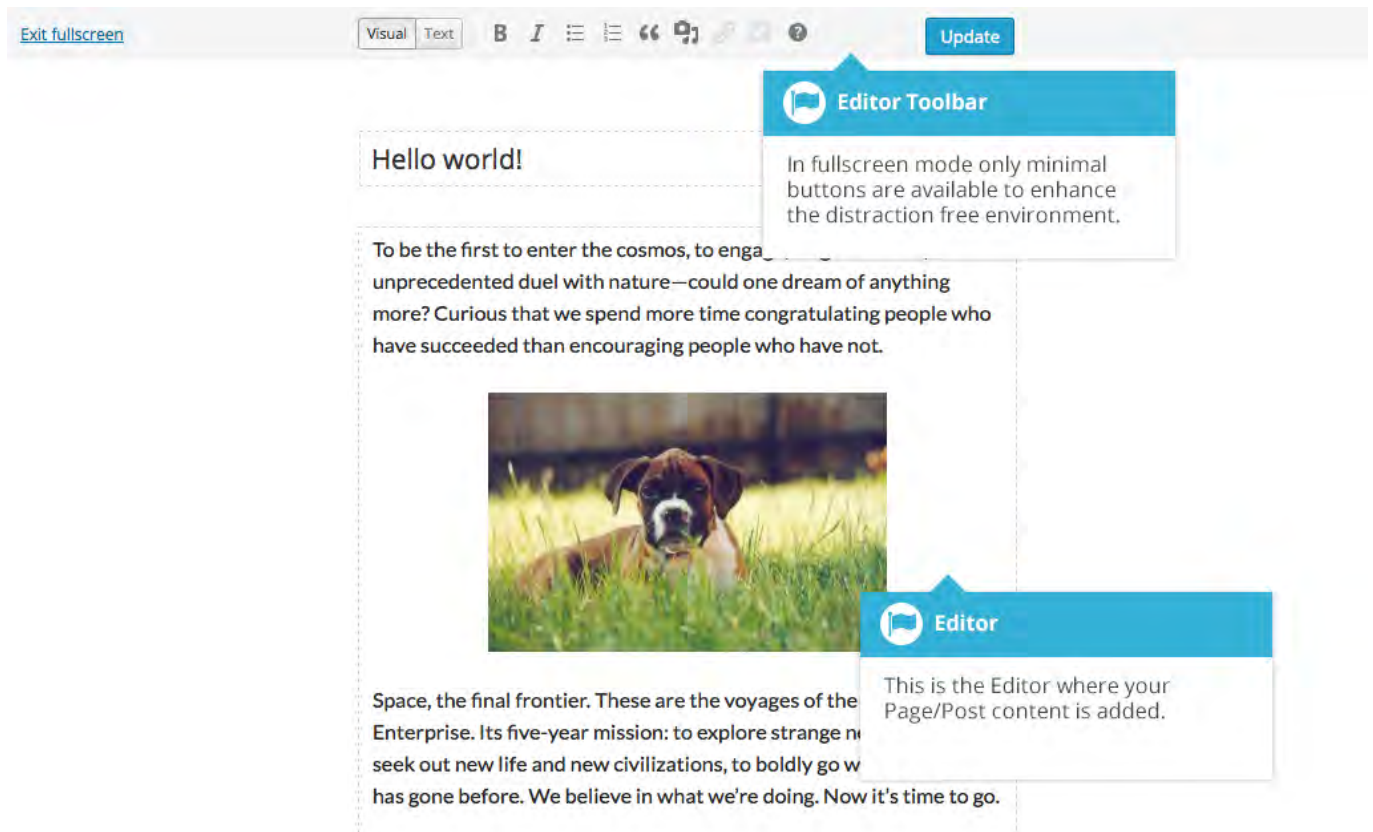 Exit fullscreen
Visual Text B I Update
Editor Toolbar
In fullscreen mode only minimal
buttons are available to enhance
the distraction free environment.
Hello world!
To be the first to enter the cosmos, to
unprecedented duel with nature—could one dream of anything
more? Curious that we spend more time congratulating people who
have succeeded than encouraging people who have not.
Editor
This is the Editor where your
Page/Post content is added.
Space, the final frontier. These are the voyages of the
Enterprise. Its five-year mission: to explore strange
seek out new life and new civilizations, to boldly go
has gone before. We believe in what we're doing. Now it's time to go.